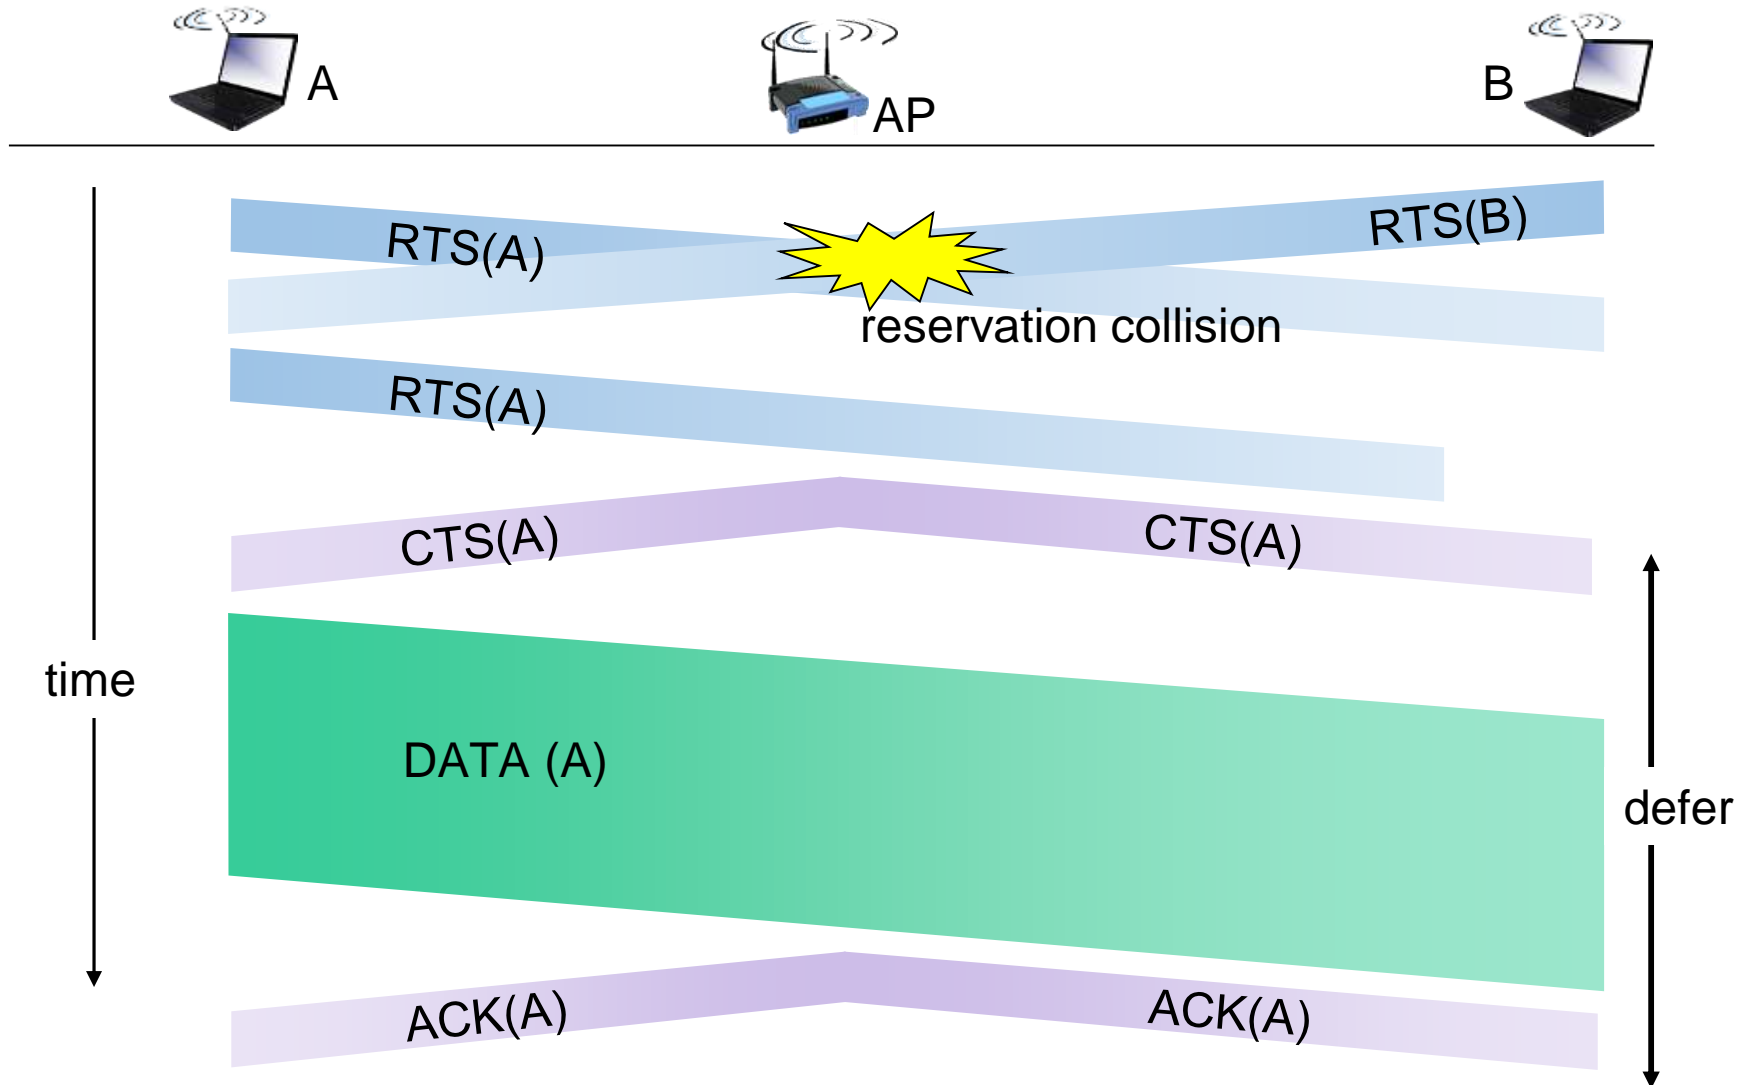 A
AP
B
RTS(A)
RTS(B)
reservation collision
RTS(A)
CTS(A)
CTS(A)
time
DATA (A)
defer
ACK(A)
ACK(A)